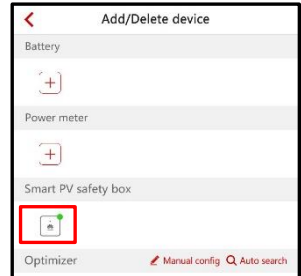 Add/Delete device
Battery
Power meter
Smart PV safety box
Optimizer Manual config Auto search